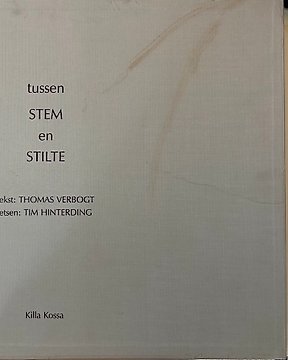 tussen
STEM
en
STILTE
ekst: THOMAS VERBOGT
etsen: TIM HINTERDING
Killa Kossa